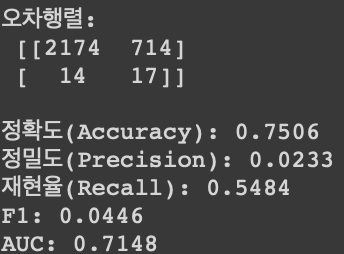 오차행렬:
[[2174 714]
[ 14 17]]
정확도(Accuracy): 0.7506
정밀도(Precision): 0.0233
재현율(Recall): 0.5484
F1: 0.0446
AUC: 0.7148